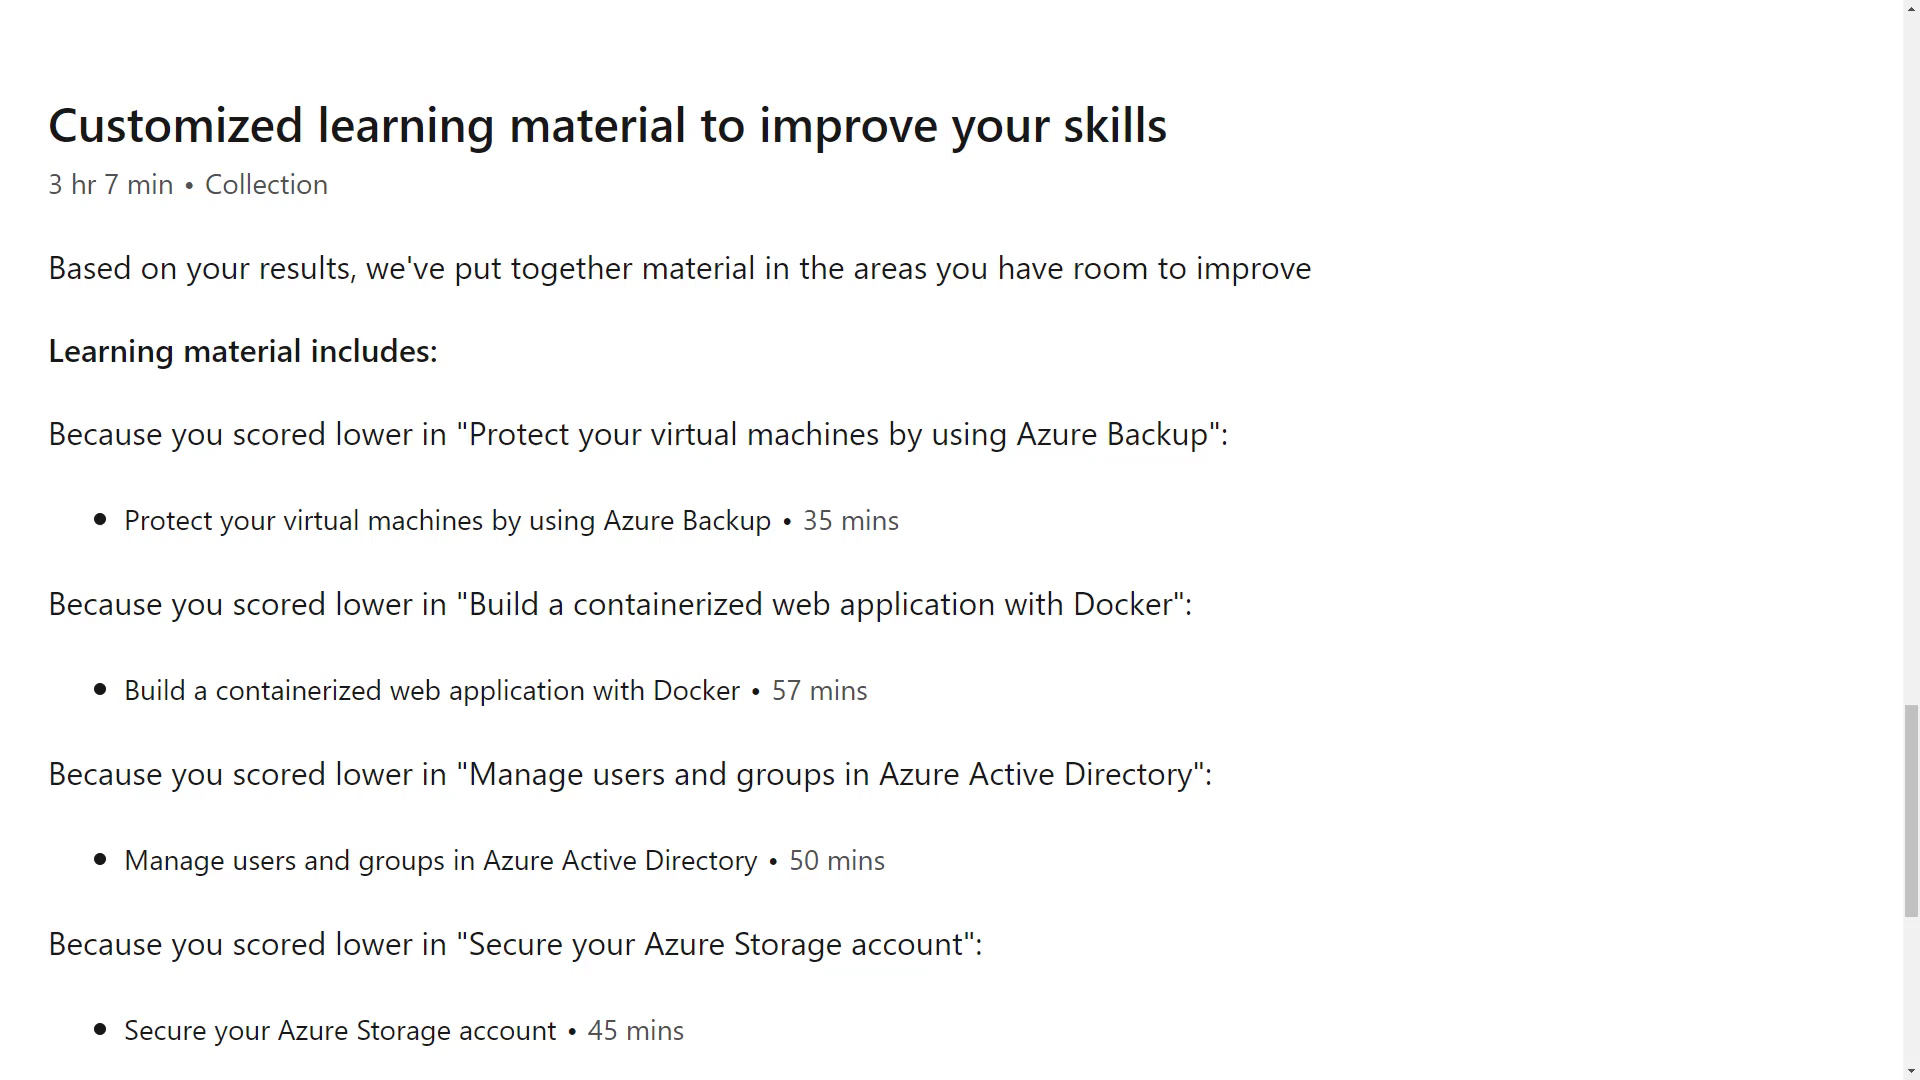 Customized learning material to improve your skills
3 hr 7 min • Collection
Based on your results, we've put together material in the areas you have room to improve
Learning material includes:
Because you scored lower in "Protect your virtual machines by using Azure Backup":
• Protect your virtual machines by using Azure Backup • 35 mins
Because you scored lower in "Build a containerized web application with Docker":
• Build a containerized web application with Docker • 57 mins
Because you scored lower in "Manage users and groups in Azure Active Directory":
• Manage users and groups in Azure Active Directory • 50 mins
Because you scored lower in "Secure your Azure Storage account":
• Secure your Azure Storage account • 45 mins